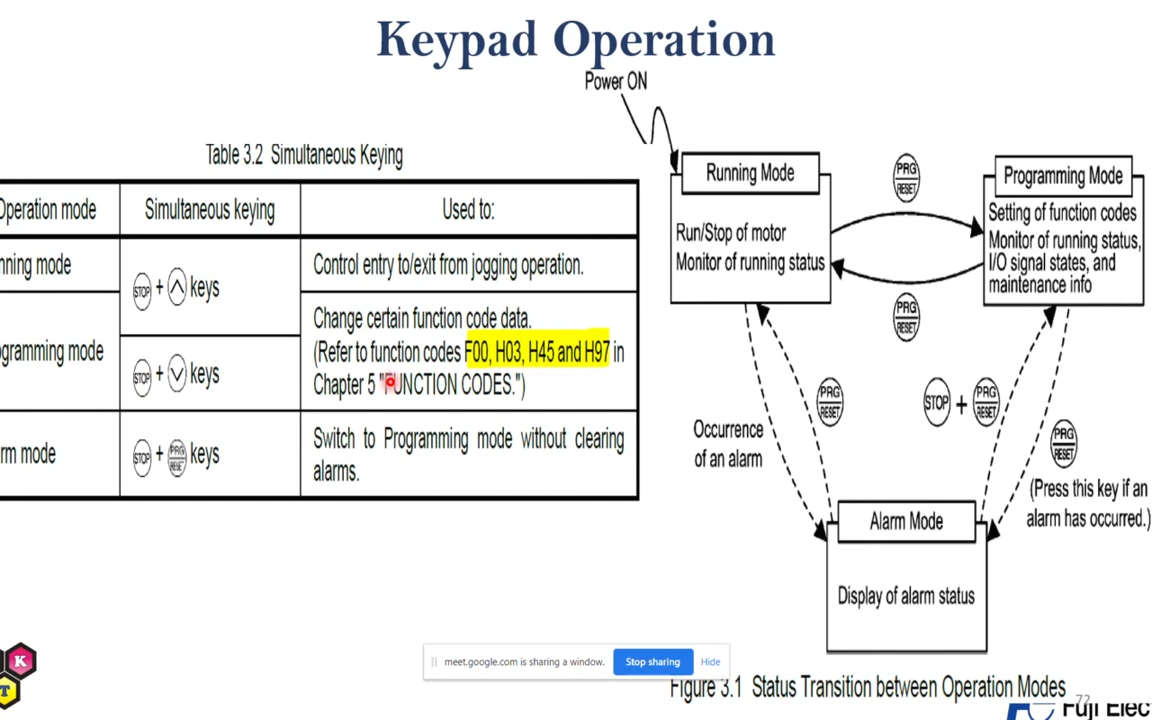 Keypad Operation
Power ON
Table 3.2 Simultaneous Keying
Operation mode Simultaneous keying Used to:
nning mode STOP + ∧ keys Control entry to/exit from jogging operation.
ogramming mode STOP + ∨ keys Change certain function code data.
(Refer to function codes F00, H03, H45 and H97 in
Chapter 5 "FUNCTION CODES.")
rm mode STOP + PRG/RESET keys Switch to Programming mode without clearing
alarms.
Running Mode
Run/Stop of motor
Monitor of running status
PRG
RESET
PRG
RESET
Programming Mode
Setting of function codes
Monitor of running status,
I/O signal states, and
maintenance info
Occurrence
of an alarm
PRG
RESET
STOP + PRG
RESET
PRG
RESET
(Press this key if an
alarm has occurred.)
Alarm Mode
Display of alarm status
meet.google.com is sharing a window. Stop sharing Hide
Figure 3.1 Status Transition between Operation Modes
72
K
T
Fuji Elec